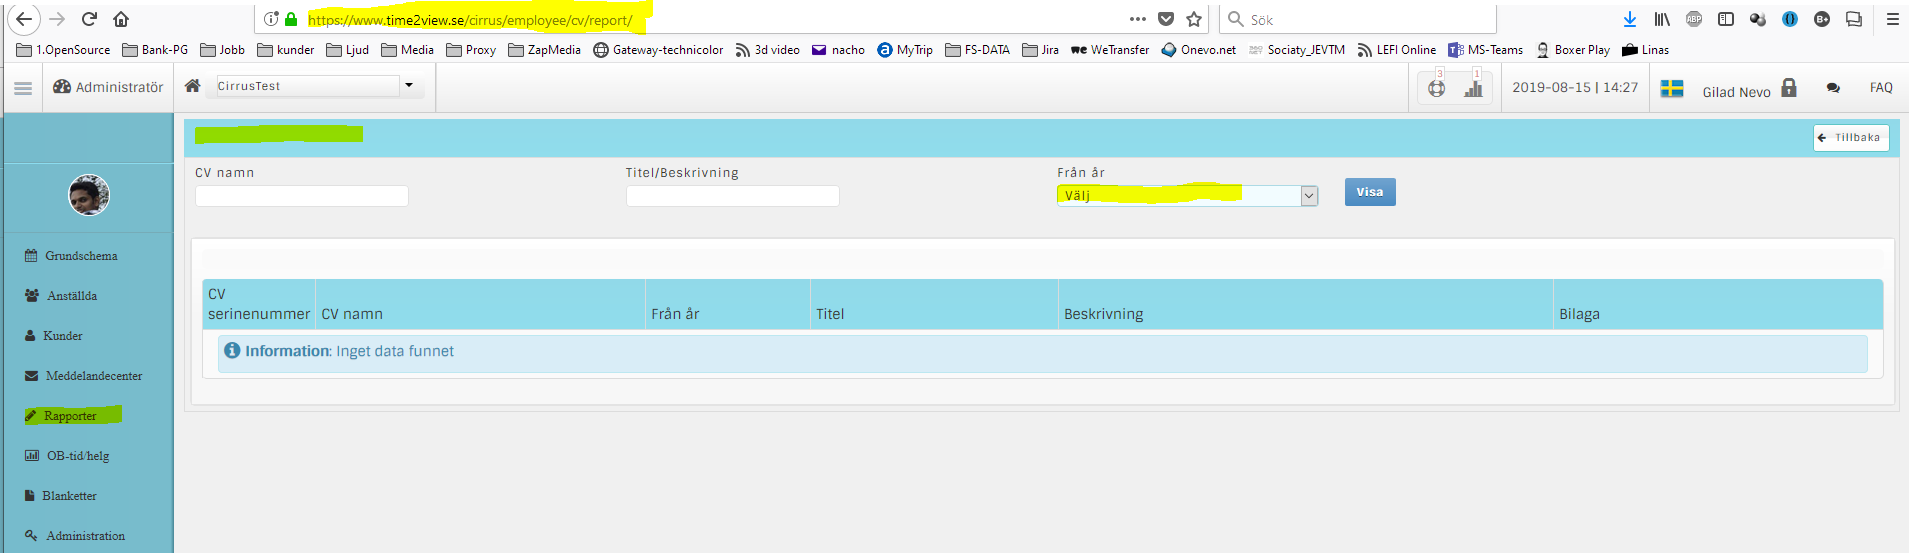 https://www.time2view.se/cirrus/employee/cv/report/ Sök ABP B+
1.OpenSource Bank-PG Jobb kunder Ljud Media Proxy ZapMedia Gateway-technicolor 3d video nacho MyTrip FS-DATA Jira we WeTransfer Onevo.net Sociaty_JEVTM LEFI Online MS-Teams Boxer Play Linas
Administratör CirrusTest 3 1 2019-08-15 | 14:27 Gilad Nevo FAQ
Tillbaka
CV namn Titel/Beskrivning Från år
Välj Visa
Grundschema
Anställda
Kunder
Meddelandecenter
Rapporter
OB-tid/helg
Blanketter
Administration
CV
serinenummer CV namn Från år Titel Beskrivning Bilaga
Information: Inget data funnet